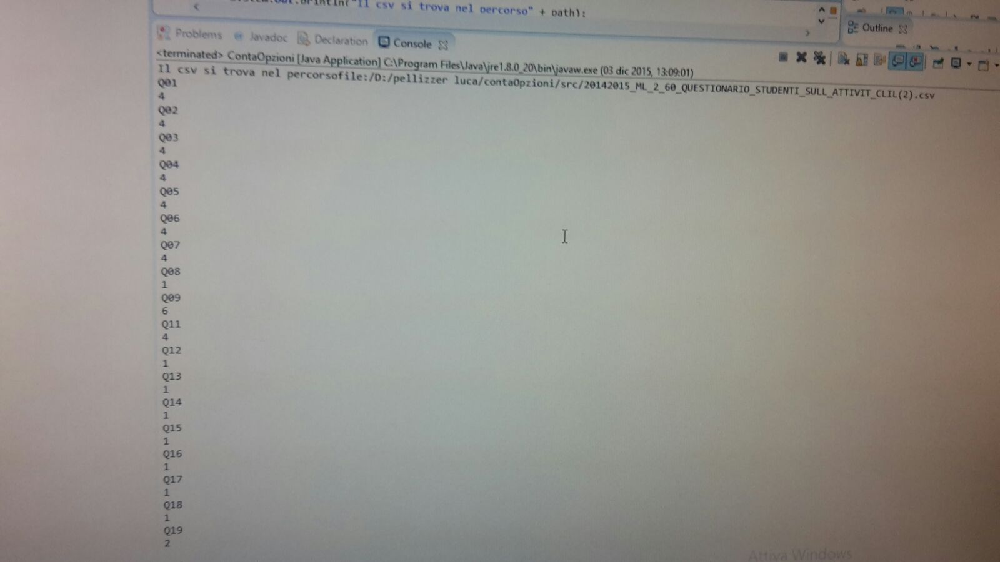 "Il csv si trova nel percorso" + path);
Outline
Problems
Javadoc
Declaration
Console
<terminated> ContaOpzioni [Java Application] C:\Program Files\Java\jre1.8.0_20\bin\javaw.exe (03 dic 2015, 13:09:01)
Il csv si trova nel percorsofile:/D:/pellizzer luca/contaOpzioni/src/20142015_ML_2_60_QUESTIONARIO_STUDENTI_SULL_ATTIVIT_CLIL(2).csv
Q01
4
Q02
4
Q03
4
Q04
4
Q05
4
Q06
4
Q07
4
Q08
1
Q09
6
Q11
4
Q12
1
Q13
1
Q14
1
Q15
1
Q16
1
Q17
1
Q18
1
Q19
2
Attiva Windows